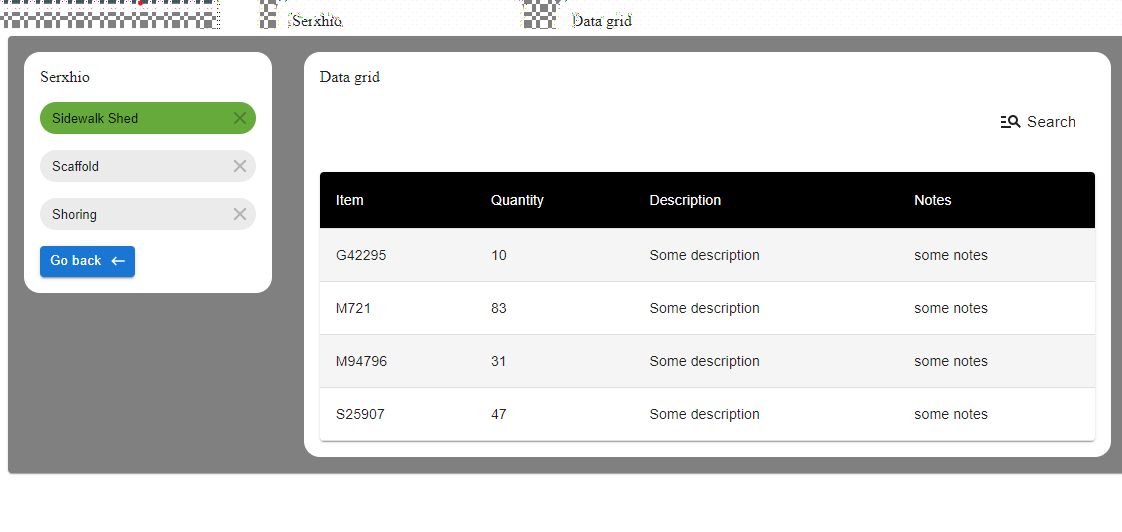 Serxhio
Data grid
Serxhio
Sidewalk Shed
Scaffold
Shoring
Go back
Data grid
Search
Item Quantity Description Notes
G42295 10 Some description some notes
M721 83 Some description some notes
M94796 31 Some description some notes
S25907 47 Some description some notes